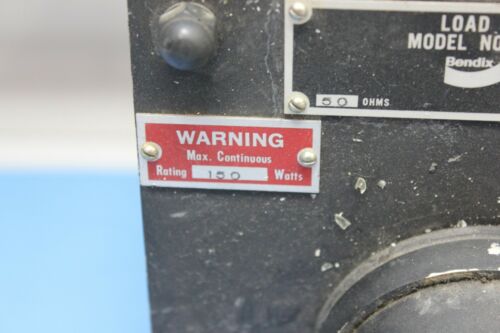 LOAD
MODEL NO
Bendix
50 OHMS
WARNING
Max. Continuous
Rating 150 Watts